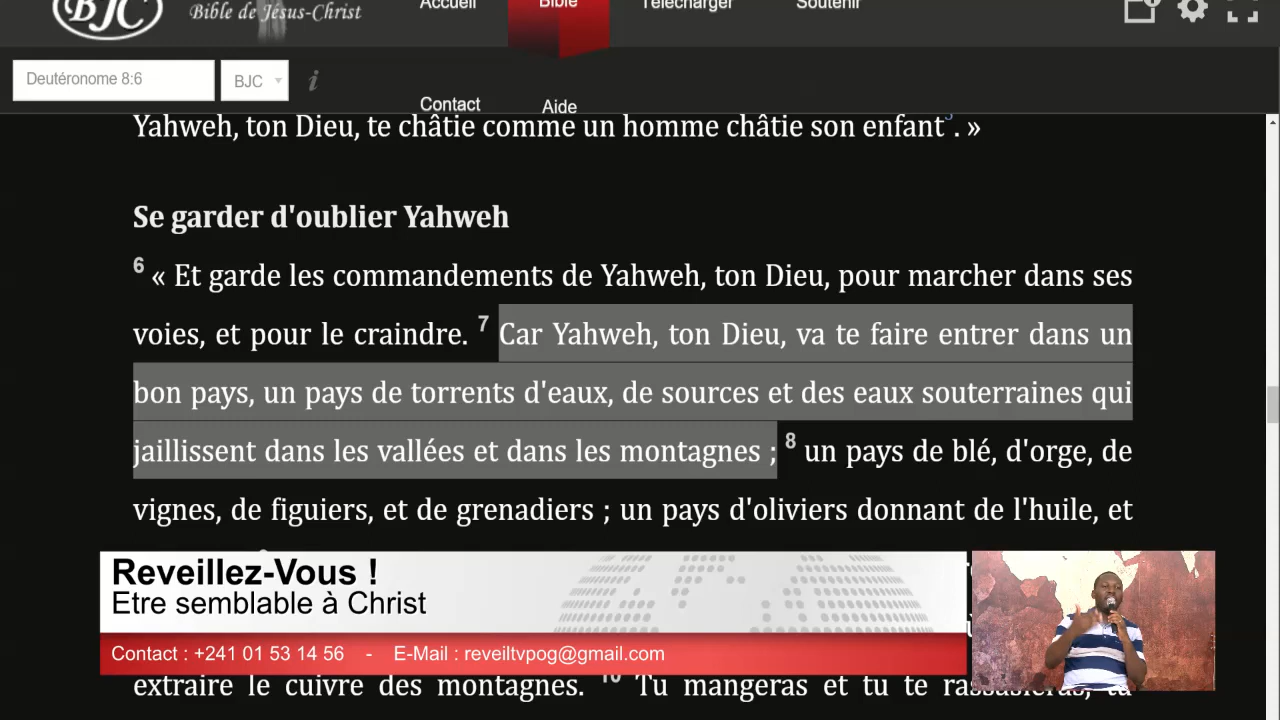 BJC
Bible de Jésus-Christ
Accueil
Bible
Télécharger
Soutenir
Deutéronome 8:6
BJC
i
Contact
Aide
Yahweh, ton Dieu, te châtie comme un homme châtie son enfant. »
Se garder d'oublier Yahweh
6 « Et garde les commandements de Yahweh, ton Dieu, pour marcher dans ses
voies, et pour le craindre. 7 Car Yahweh, ton Dieu, va te faire entrer dans un
bon pays, un pays de torrents d'eaux, de sources et des eaux souterraines qui
jaillissent dans les vallées et dans les montagnes ; 8 un pays de blé, d'orge, de
vignes, de figuiers, et de grenadiers ; un pays d'oliviers donnant de l'huile, et
Reveillez-Vous !
Etre semblable à Christ
Contact : +241 01 53 14 56 - E-Mail : reveiltvpog@gmail.com
extraire le cuivre des montagnes. 10 Tu mangeras et tu te rassasieras, tu